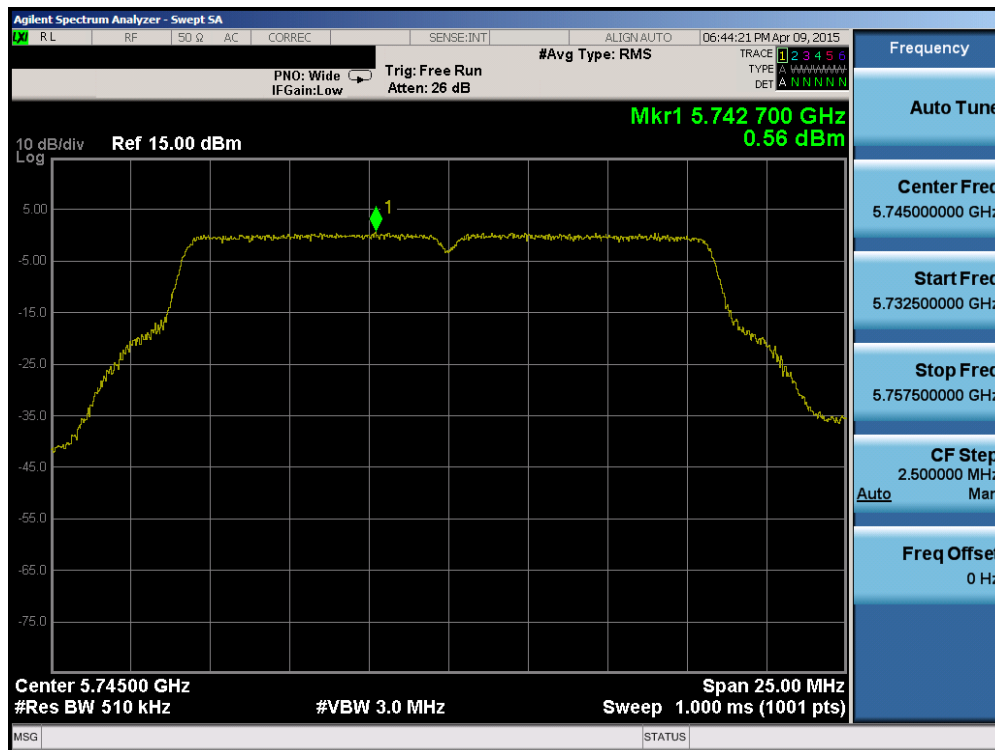 Agilent Spectrum Analyzer - Swept SA
LXI RL RF 50 Ω AC CORREC SENSE:INT ALIGN AUTO 06:44:21 PM Apr 09, 2015
#Avg Type: RMS TRACE 1 2 3 4 5 6
PNO: Wide Trig: Free Run TYPE A WWWWW
IFGain:Low Atten: 26 dB DET A N N N N N
Mkr1 5.742 700 GHz
0.56 dBm
10 dB/div Ref 15.00 dBm
Log
1
5.00
-5.00
-15.0
-25.0
-35.0
-45.0
-55.0
-65.0
-75.0
Center 5.74500 GHz Span 25.00 MHz
#Res BW 510 kHz #VBW 3.0 MHz Sweep 1.000 ms (1001 pts)
MSG STATUS
Frequency
Auto Tune
Center Freq
5.745000000 GHz
Start Freq
5.732500000 GHz
Stop Freq
5.757500000 GHz
CF Step
2.500000 MHz
Auto Man
Freq Offset
0 Hz